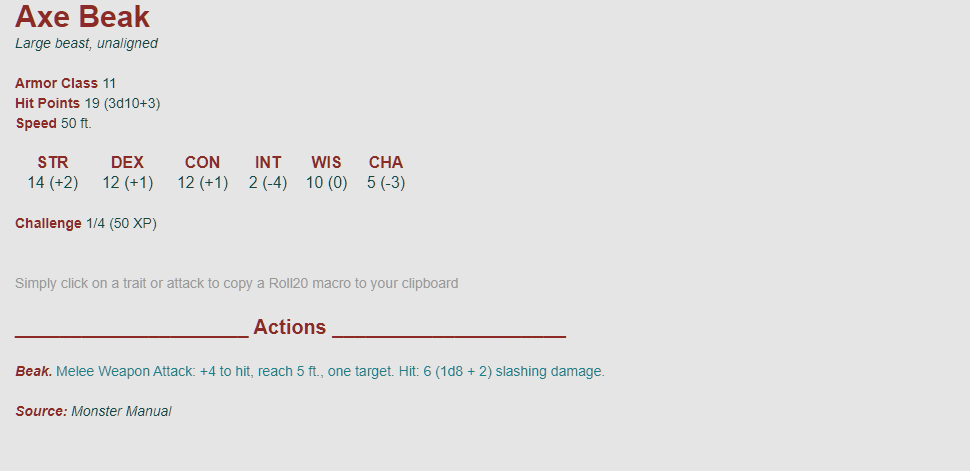 Axe Beak
Large beast, unaligned
Armor Class 11
Hit Points 19 (3d10+3)
Speed 50 ft.
STR DEX CON INT WIS CHA
14 (+2) 12 (+1) 12 (+1) 2 (-4) 10 (0) 5 (-3)
Challenge 1/4 (50 XP)
Simply click on a trait or attack to copy a Roll20 macro to your clipboard
_____________________ Actions _____________________
Beak. Melee Weapon Attack: +4 to hit, reach 5 ft., one target. Hit: 6 (1d8 + 2) slashing damage.
Source: Monster Manual